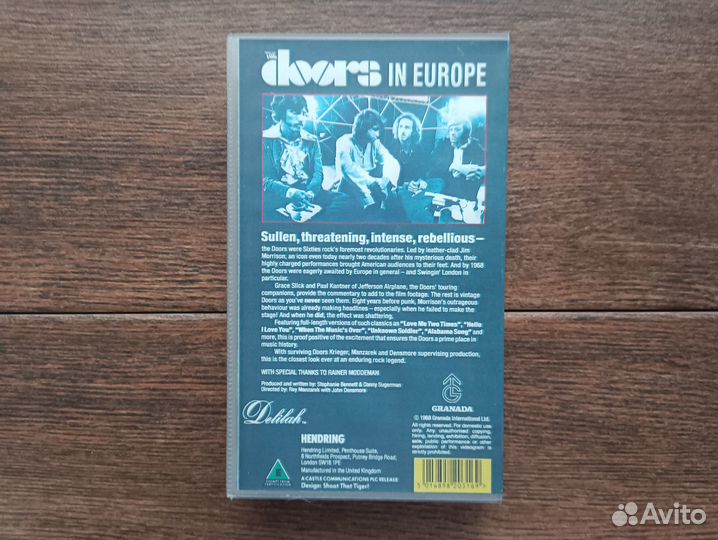 THE doors IN EUROPE
Sullen, threatening, intense, rebellious—
the Doors were Sixties rock's foremost revolutionaries. Led by leather-clad Jim
Morrison, an icon even today nearly two decades after his mysterious death, their
highly charged performances brought American audiences to their feet. And by 1968
the Doors were eagerly awaited by Europe in general – and Swingin' London in
particular.
Grace Slick and Paul Kantner of Jefferson Airplane, the Doors' touring
companions, provide the commentary to add to the film footage. The rest is vintage
Doors as you've never seen them. Eight years before punk, Morrison's outrageous
behaviour was already making headlines – especially when he failed to make the
stage! And when he did, the effect was shattering.
Featuring full-length versions of such classics as "Love Me Two Times", "Hello
I Love You", "When The Music's Over", "Unknown Soldier", "Alabama Song" and
more, this is proof positive of the excitement that ensures the Doors a prime place in
music history.
With surviving Doors Krieger, Manzarek and Densmore supervising production,
this is the closest look ever at an enduring rock legend.
WITH SPECIAL THANKS TO RAINER MODDEMAN
Produced and written by: Stephanie Bennett & Danny Sugerman
Directed by: Ray Manzarek with John Densmore
GRANADA
Delilah™
© 1988 Granada International Ltd.
All rights reserved. For domestic use
only. Any unauthorised copying,
hiring, lending, exhibition, diffusion,
sale, public performance or other
exploitation of this videogram is
strictly prohibited.
HENDRING
Hendring Limited, Penthouse Suite,
8 Northfields Prospect, Putney Bridge Road,
London SW18 1PE
Manufactured in the United Kingdom
A CASTLE COMMUNICATIONS PLC RELEASE
Design: Shoot That Tiger!
5 016898 203169
Avito